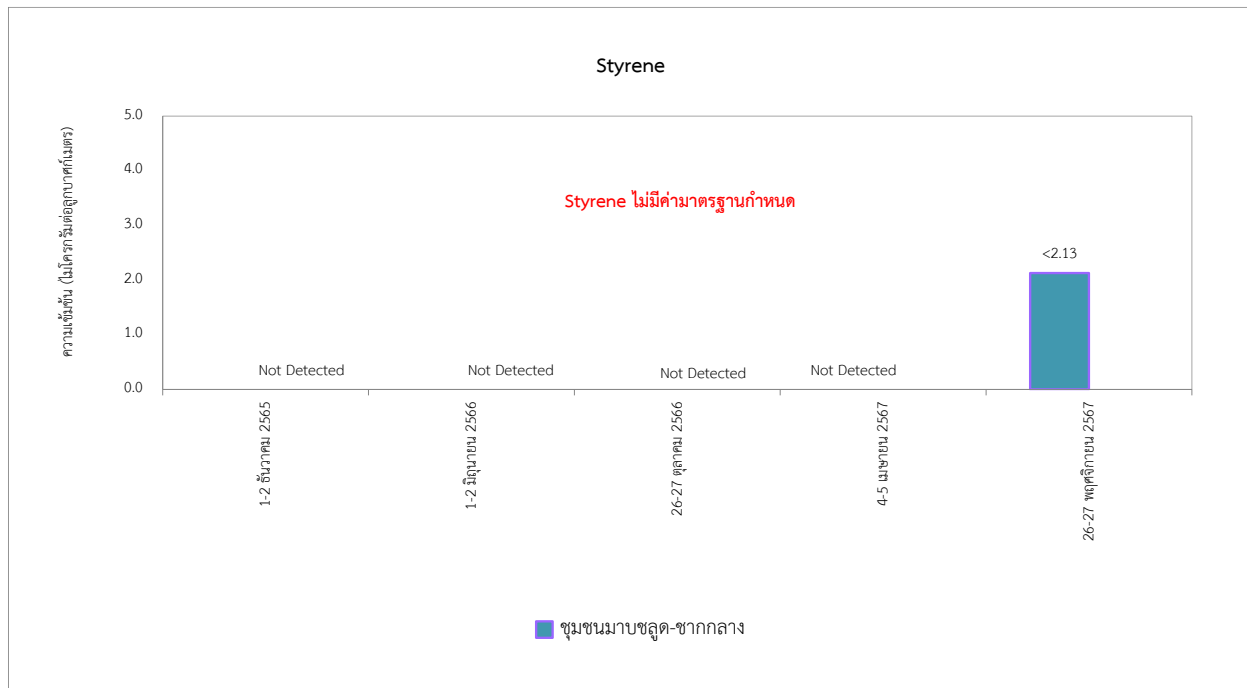 Styrene
ความเข้มข้น (ไมโครกรัมต่อลูกบาศก์เมตร)
5.0
4.0
3.0
2.0
1.0
0.0
Styrene ไม่มีค่ามาตรฐานกำหนด
<2.13
Not Detected
Not Detected
Not Detected
Not Detected
1-2 ธันวาคม 2565
1-2 มิถุนายน 2566
26-27 ตุลาคม 2566
4-5 เมษายน 2567
26-27 พฤศจิกายน 2567
ชุมชนมาบชลูด-ชากกลาง